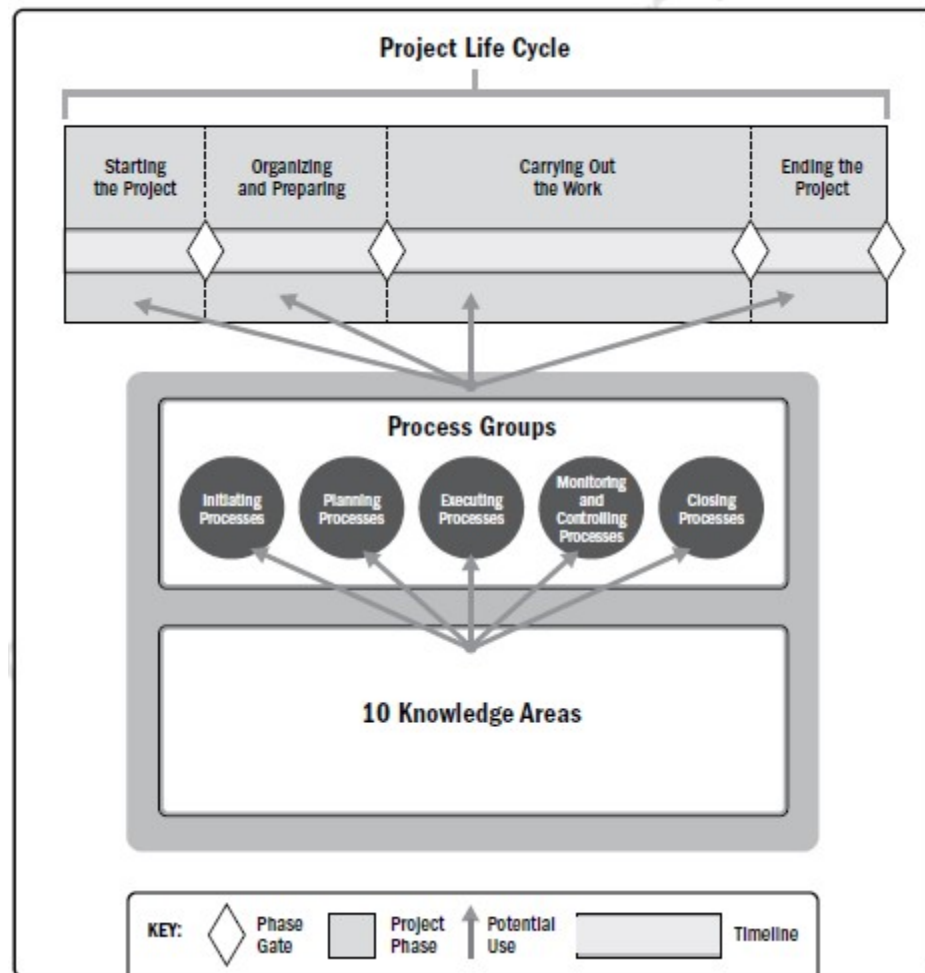 Project Life Cycle
Starting
the Project
Organizing
and Preparing
Carrying Out
the Work
Ending the
Project
Process Groups
Initiating
Processes
Planning
Processes
Executing
Processes
Monitoring
and
Controlling
Processes
Closing
Processes
10 Knowledge Areas
KEY:
Phase
Gate
Project
Phase
Potential
Use
Timeline